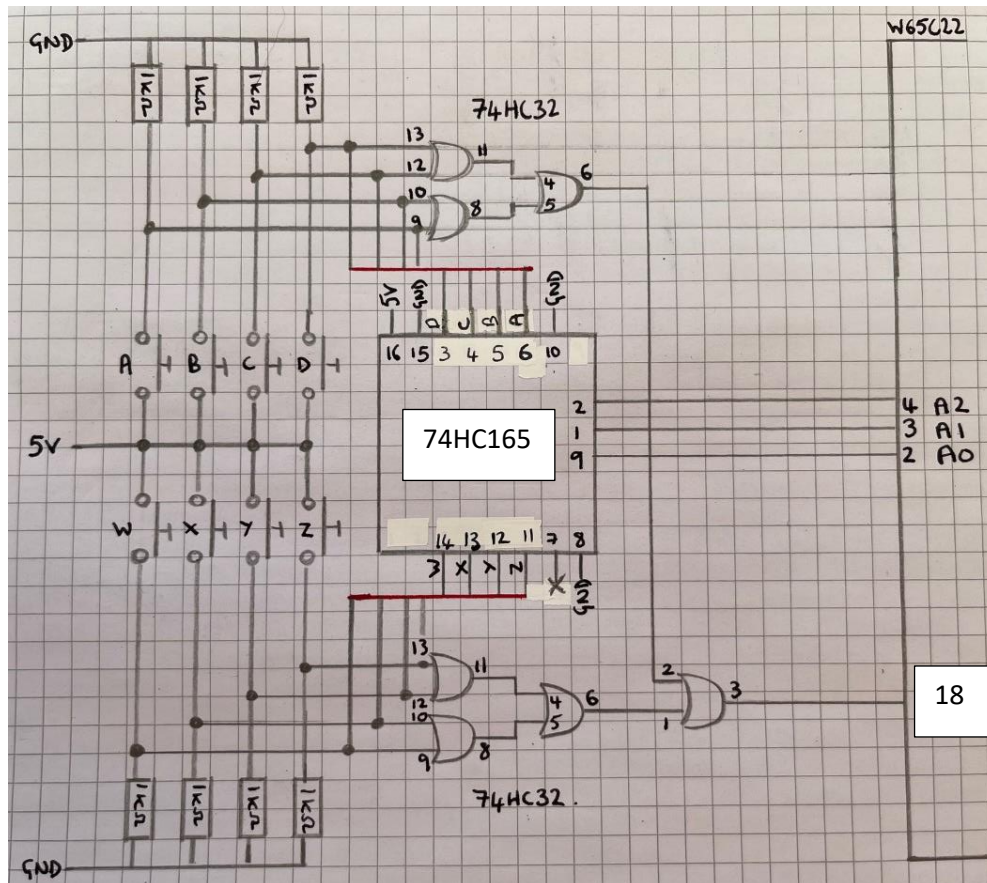 W65C22
GND
1kΩ 1kΩ 1kΩ 1kΩ
74HC32
13
11
12
10
8
9
4
5
6
5V GND D C B A GND
16 15 3 4 5 6 10
A B C D
5V
74HC165
2
1
9
4 A2
3 A1
2 A0
W X Y Z
14 13 12 11 7 8
W X Y Z X GND
13
11
12
10
9
8
4
5
6
2
1
3
18
1kΩ 1kΩ 1kΩ 1kΩ
74HC32.
GND